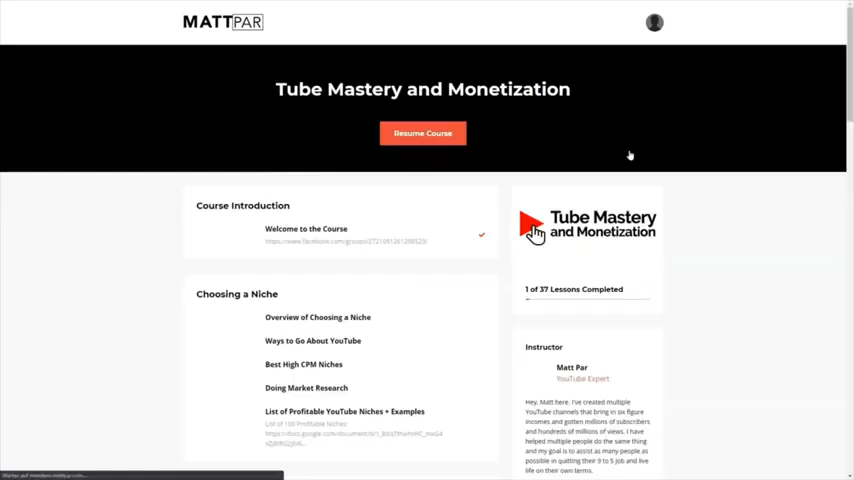 MATTPAR
Tube Mastery and Monetization
Resume Course
Course Introduction
Welcome to the Course
Choosing a Niche
Overview of Choosing a Niche
Ways to Go About YouTube
Best High CPM Niches
Doing Market Research
List of Profitable YouTube Niches + Examples
List of 100 Profitable Niches:
Tube Mastery
and Monetization
1 of 37 Lessons Completed
Instructor
Matt Par
YouTube Expert
Hey, Matt here. I've created multiple
YouTube channels that bring in six figure
incomes and gotten millions of subscribers
and hundreds of millions of views. I have
helped multiple people do the same thing
and my goal is to assist as many people as
possible in quitting their 9 to 5 job and live
life on their own terms.